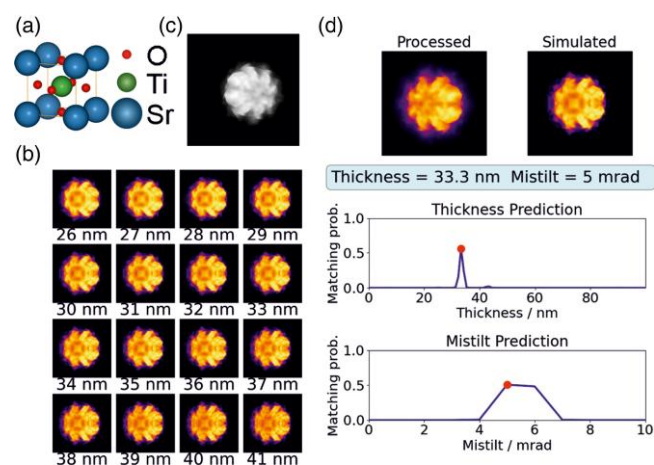 (a)
O
Ti
Sr
(b)
26 nm 27 nm 28 nm 29 nm
30 nm 31 nm 32 nm 33 nm
34 nm 35 nm 36 nm 37 nm
38 nm 39 nm 40 nm 41 nm
(c)
(d)
Processed Simulated
Thickness = 33.3 nm Mistilt = 5 mrad
Thickness Prediction
Matching prob.
1.0
0.5
0.0
0 20 40 60 80
Thickness / nm
Mistilt Prediction
Matching prob.
1.0
0.5
0.0
0 2 4 6 8 10
Mistilt / mrad